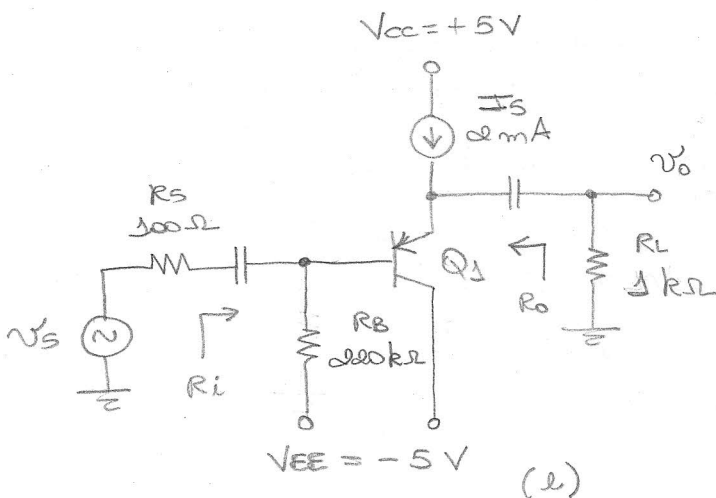 Vcc = +5V
IS
2mA
vo
RS
100Ω
Q1
RL
1kΩ
Ro
vs
RB
220kΩ
Ri
VEE = -5V
(l)